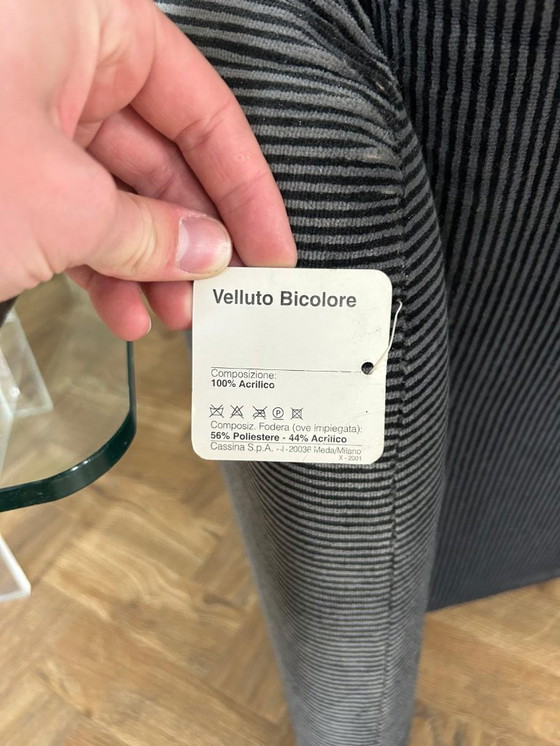 Velluto Bicolore
Composizione:
100% Acrilico
P
Composiz. Fodera (ove impiegata):
56% Poliestere - 44% Acrilico
Cassina S.p.A. - I-20036 Meda/Milano
X - 2001